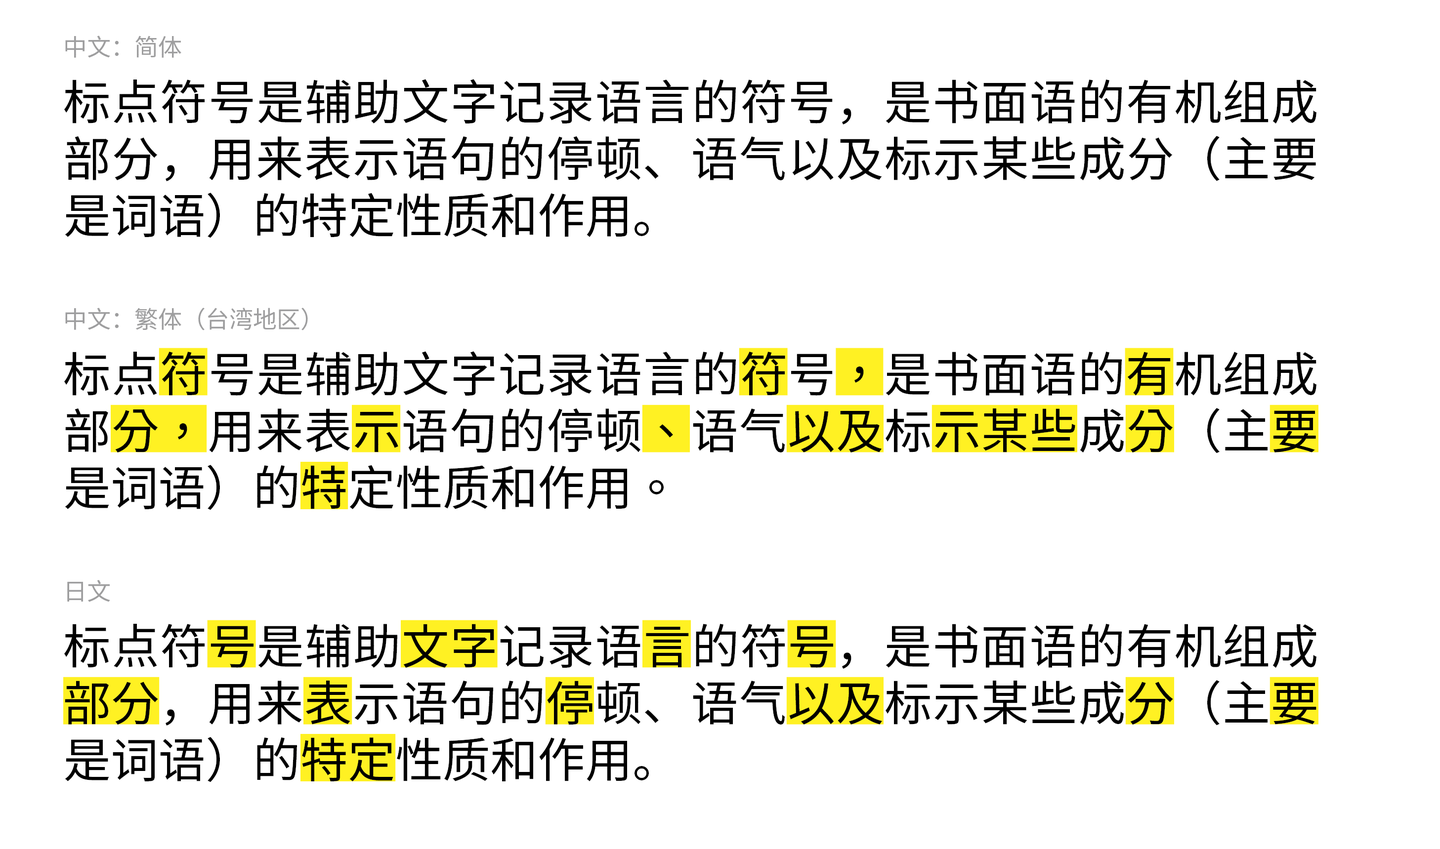 中文：简体
标点符号是辅助文字记录语言的符号，是书面语的有机组成
部分，用来表示语句的停顿、语气以及标示某些成分（主要
是词语）的特定性质和作用。
中文：繁体（台湾地区）
标点符号是辅助文字记录语言的符号，是书面语的有机组成
部分，用来表示语句的停顿、语气以及标示某些成分（主要
是词语）的特定性质和作用。
日文
标点符号是辅助文字记录语言的符号，是书面语的有机组成
部分，用来表示语句的停顿、语气以及标示某些成分（主要
是词语）的特定性质和作用。